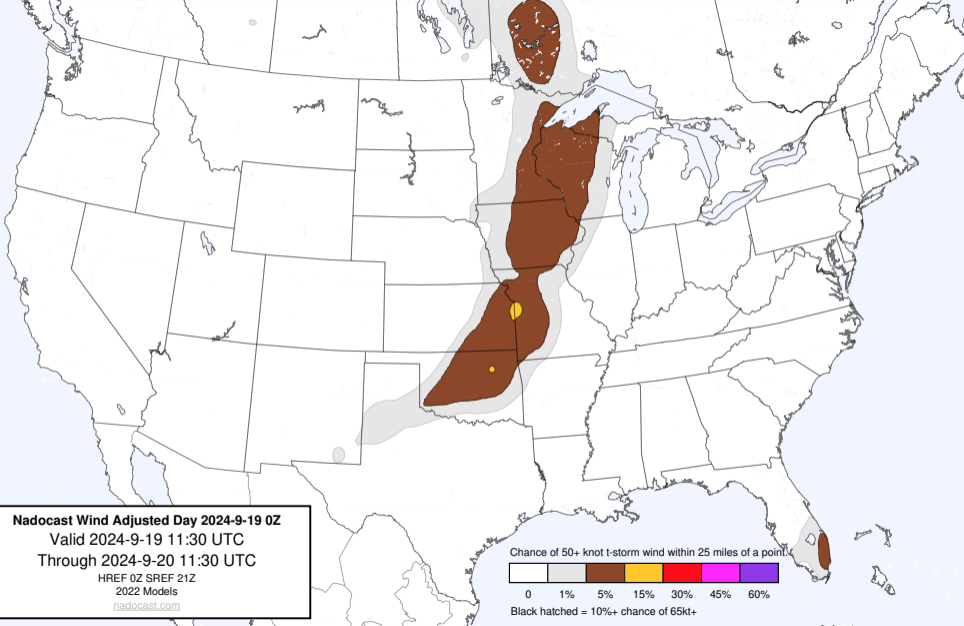 Nadocast Wind Adjusted Day 2024-9-19 0Z
Valid 2024-9-19 11:30 UTC
Through 2024-9-20 11:30 UTC
HREF 0Z SREF 21Z
2022 Models
nadocast.com
Chance of 50+ knot t-storm wind within 25 miles of a point.
0 1% 5% 15% 30% 45% 60%
Black hatched = 10%+ chance of 65kt+